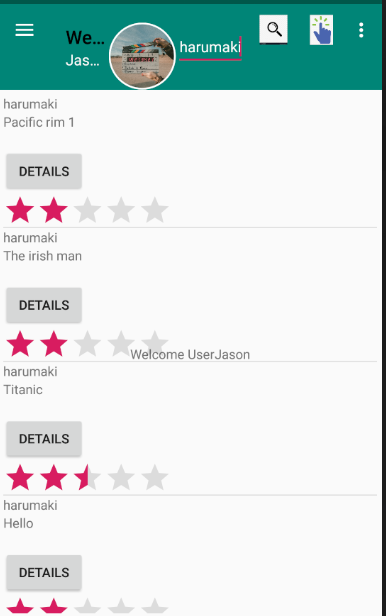 We...
Jas...
harumaki
harumaki
Pacific rim 1
DETAILS
harumaki
The irish man
DETAILS
Welcome UserJason
harumaki
Titanic
DETAILS
harumaki
Hello
DETAILS